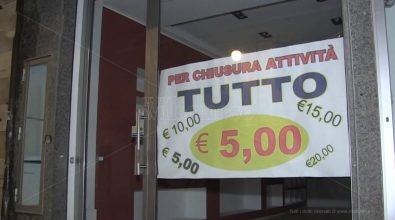 PER CHIUSURA ATTIVITÀ
TUTTO
€ 10,00
€ 15,00
€ 5,00
€ 5,00
€ 20,00